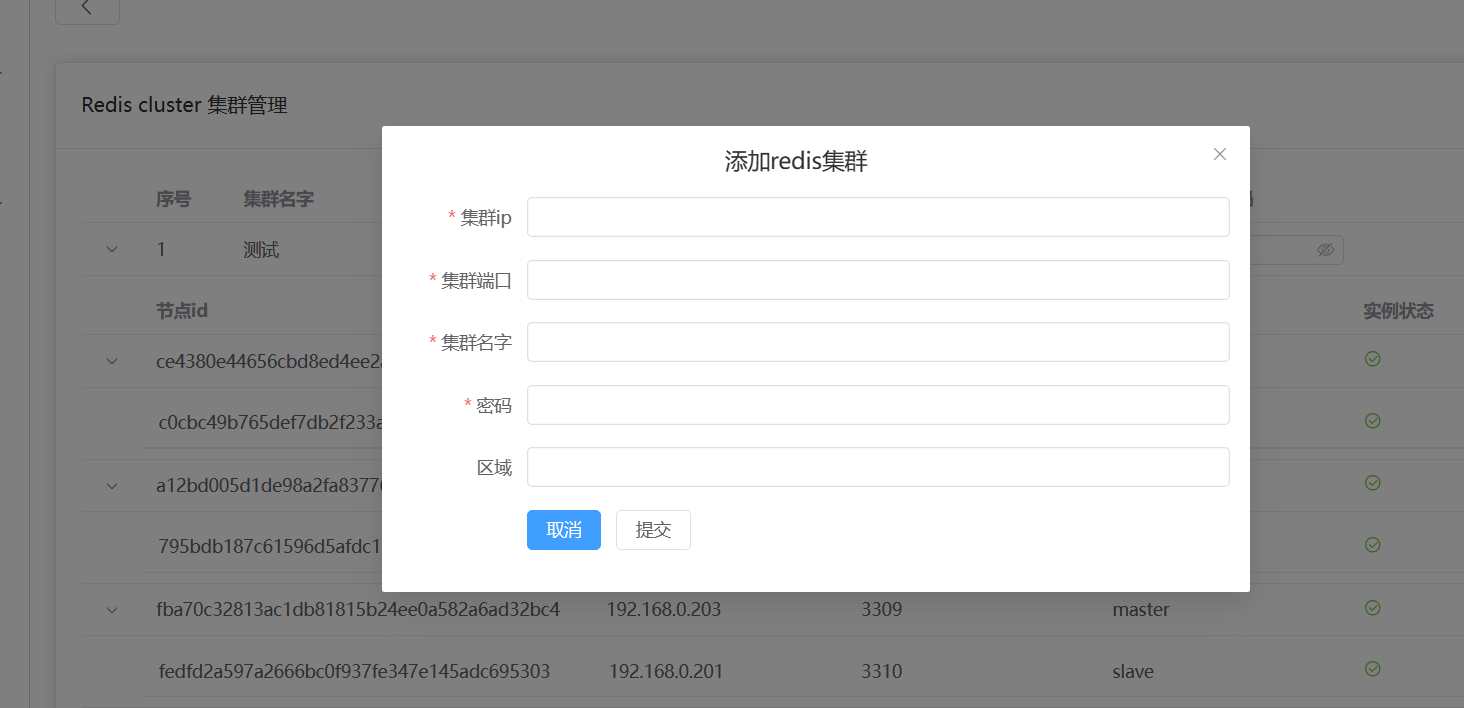 Redis cluster 集群管理
添加redis集群
序号 集群名字
* 集群ip
1 测试
* 集群端口
节点id 实例状态
* 集群名字
ce4380e44656cbd8ed4ee2
* 密码
c0cbc49b765def7db2f233a
区域
a12bd005d1de98a2fa8377
取消 提交
795bdb187c61596d5afdc1
fba70c32813ac1db81815b24ee0a582a6ad32bc4 192.168.0.203 3309 master
fedfd2a597a2666bc0f937fe347e145adc695303 192.168.0.201 3310 slave